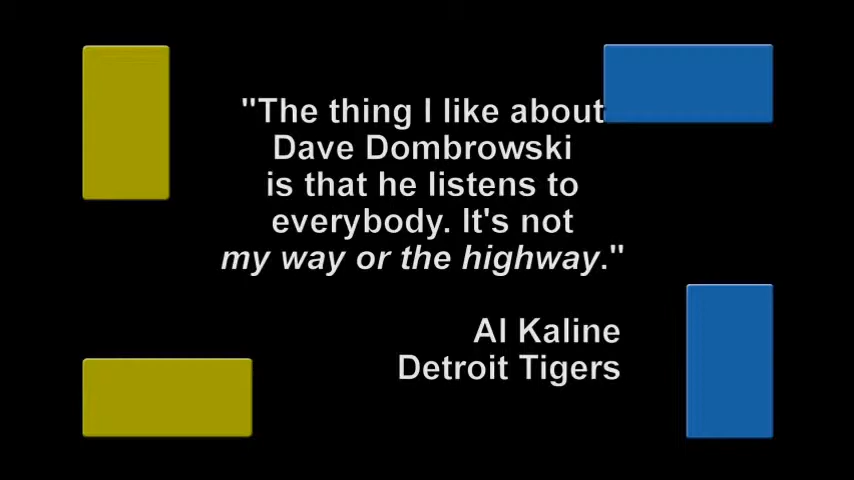 "The thing I like about
Dave Dombrowski
is that he listens to
everybody. It's not
my way or the highway."
Al Kaline
Detroit Tigers